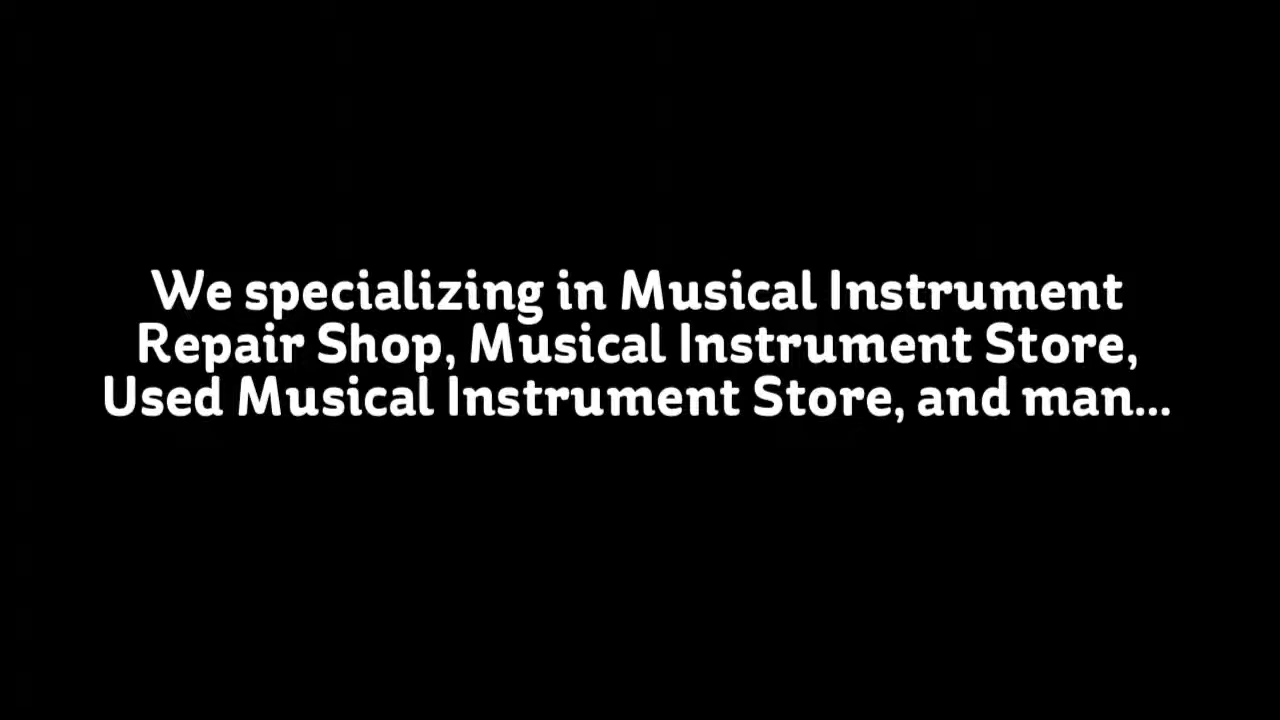 We specializing in Musical Instrument
Repair Shop, Musical Instrument Store,
Used Musical Instrument Store, and man...